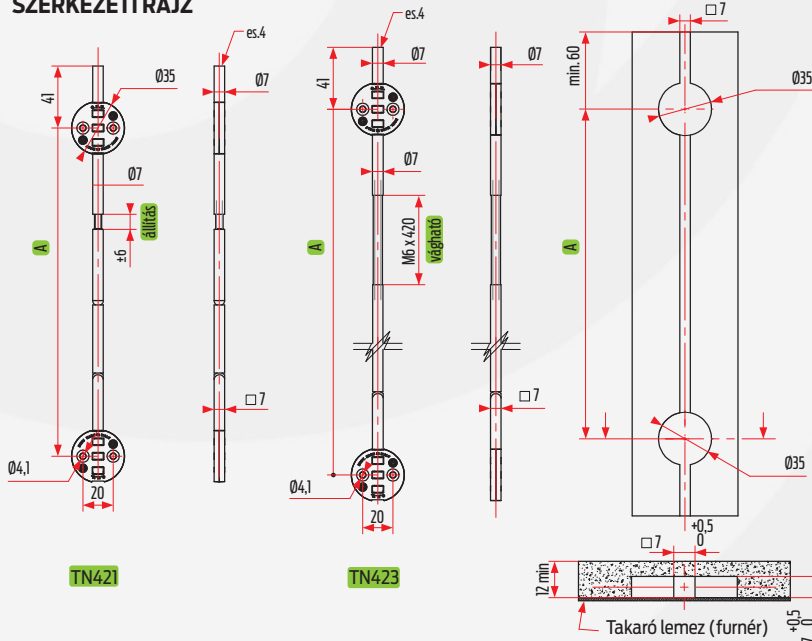 SZERKEZETI RAJZ
es.4
41
Ø35
Ø7
Ø7
A
állítás
±6
□ 7
Ø4,1
20
TN421
es.4
41
Ø7
Ø7
Ø7
A
M6 x 420
vágható
□ 7
Ø4,1
20
TN423
□ 7
min. 60
Ø35
A
Ø35
□ 7 +0,5
0
12 min
Takaró lemez (furnér)
+0,5